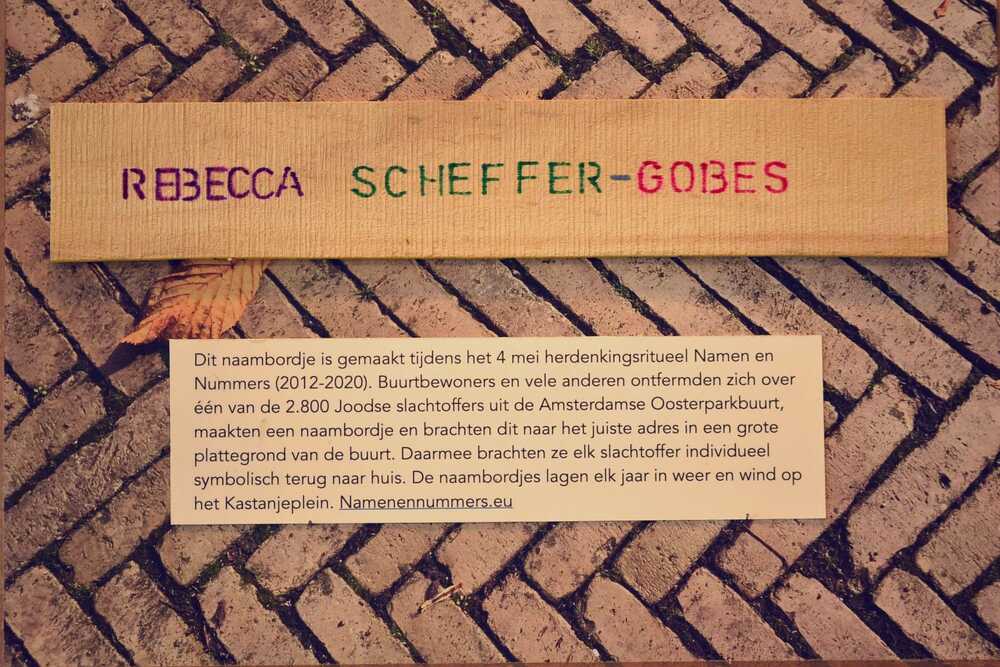 REBECCA SCHEFFER-GOBES
Dit naambordje is gemaakt tijdens het 4 mei herdenkingsritueel Namen en
Nummers (2012-2020). Buurtbewoners en vele anderen ontfermden zich over
één van de 2.800 Joodse slachtoffers uit de Amsterdamse Oosterparkbuurt,
maakten een naambordje en brachten dit naar het juiste adres in een grote
plattegrond van de buurt. Daarmee brachten ze elk slachtoffer individueel
symbolisch terug naar huis. De naambordjes lagen elk jaar in weer en wind op
het Kastanjeplein. Namenennummers.eu